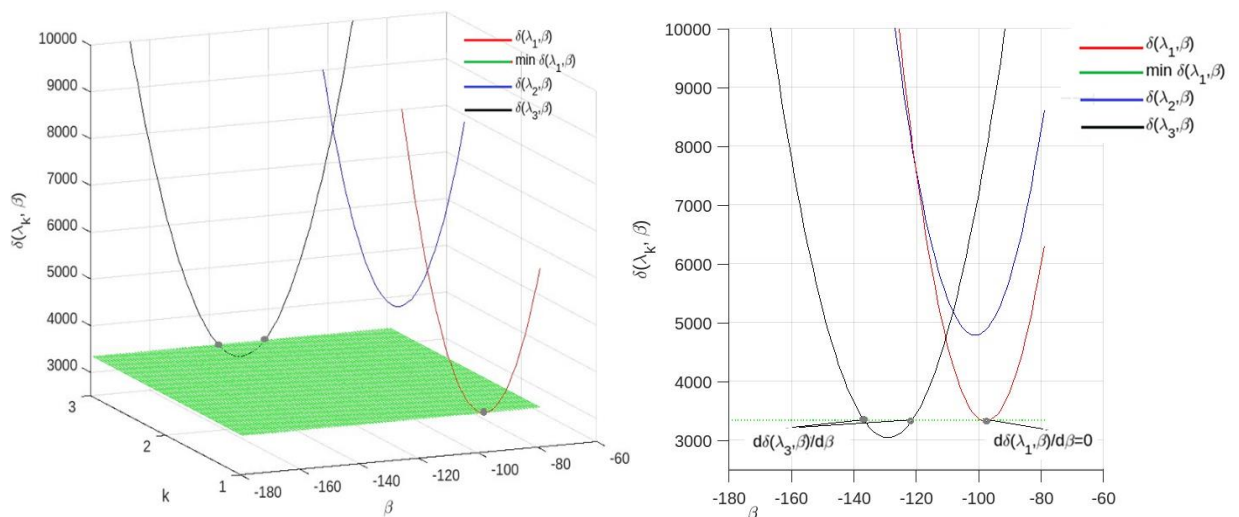 10000
9000
8000
7000
6000
5000
4000
3000
δ(λk, β)
3
2
1
k
-180
-160
-140
-120
-100
-80
-60
β
δ(λ1,β)
min δ(λ1,β)
δ(λ2,β)
δ(λ3,β)
10000
9000
8000
7000
6000
5000
4000
3000
δ(λk, β)
-180
-160
-140
-120
-100
-80
-60
β
δ(λ1,β)
min δ(λ1,β)
δ(λ2,β)
δ(λ3,β)
dδ(λ3,β)/dβ
dδ(λ1,β)/dβ=0